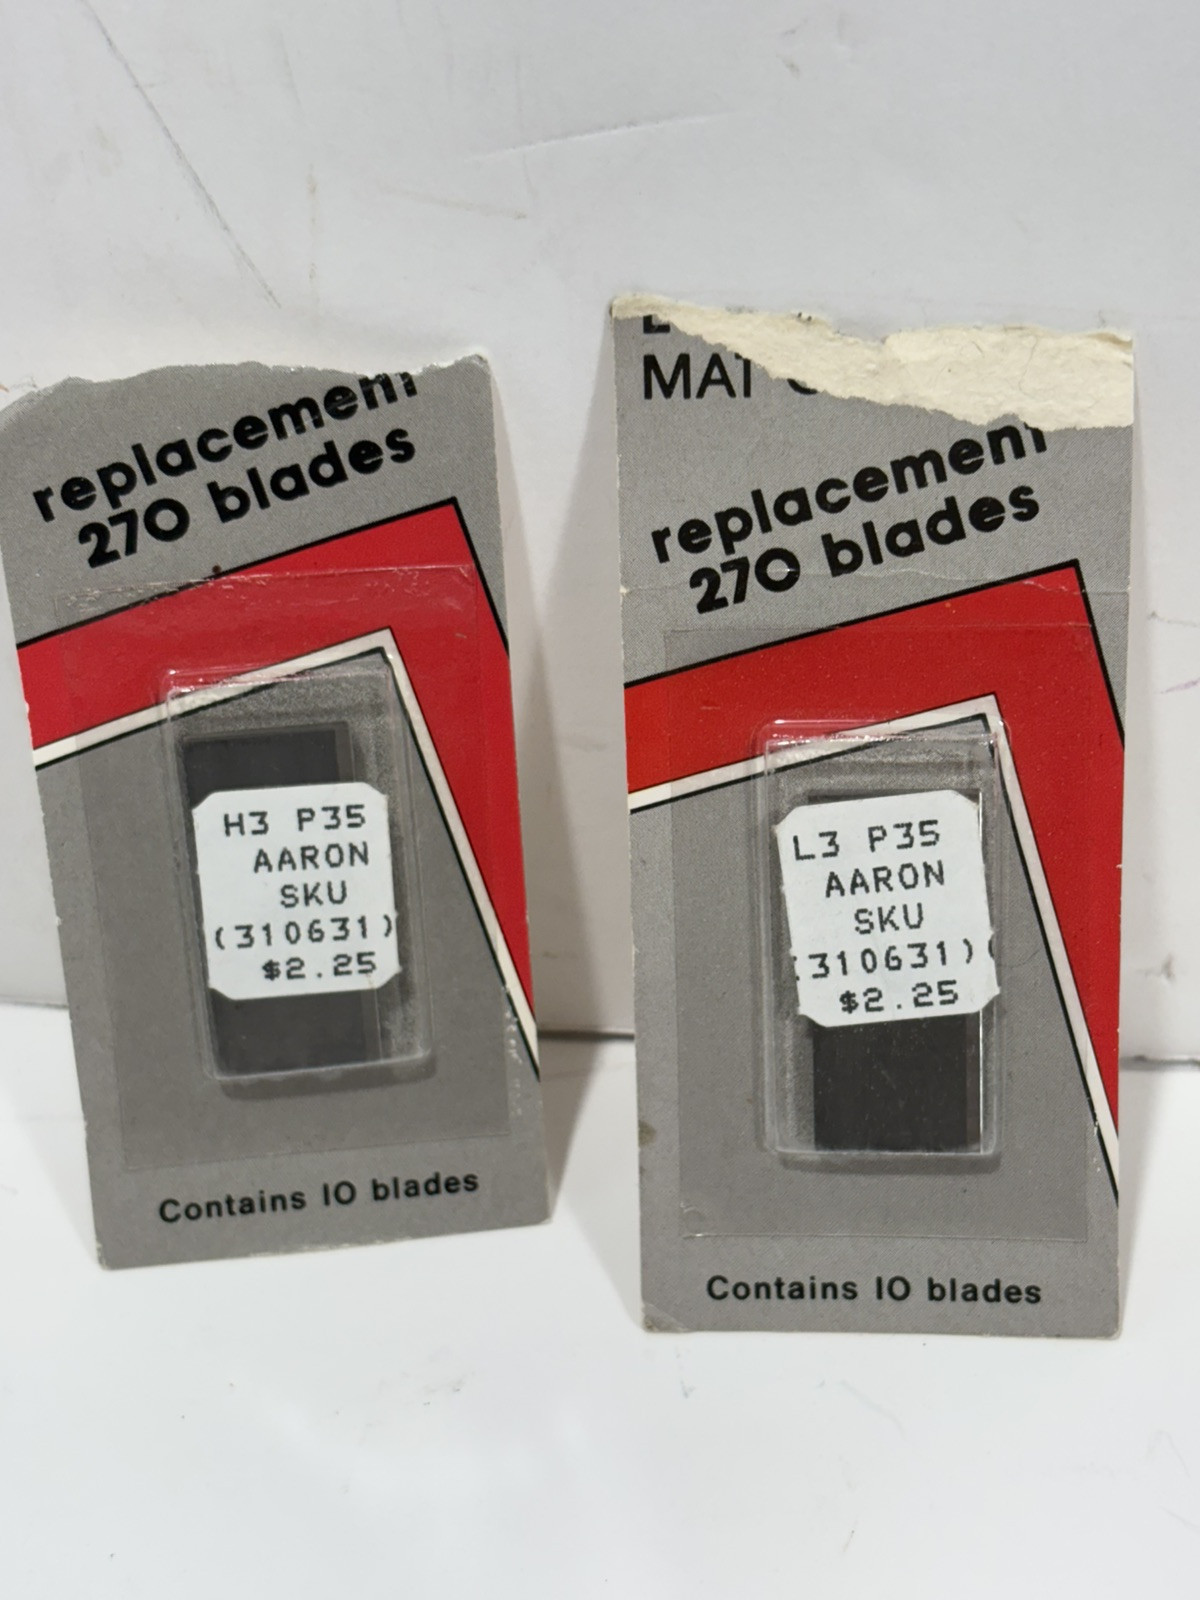 replacement
270 blades
H3 P35
AARON
SKU
(310631)
$2.25
Contains 10 blades
MAT
replacement
270 blades
L3 P35
AARON
SKU
(310631) (
$2.25
Contains 10 blades